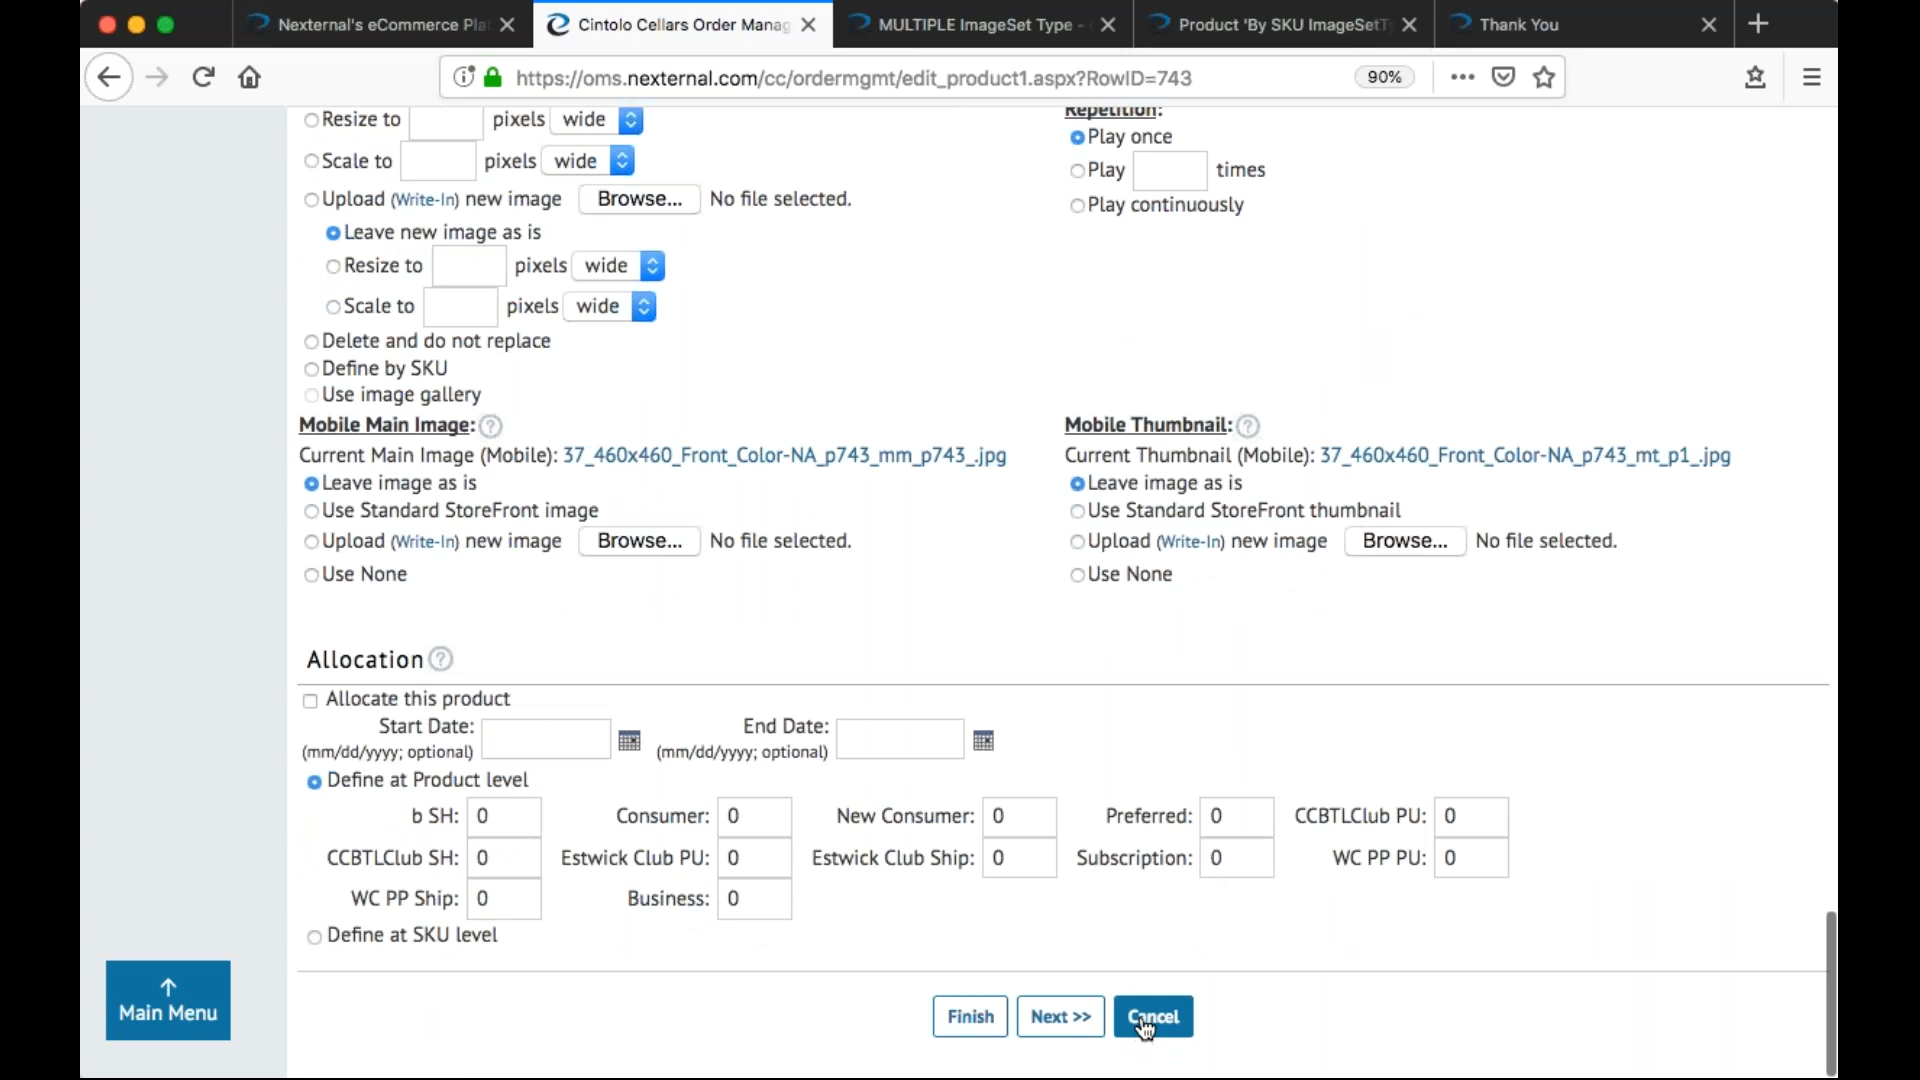 Nexternal's eCommerce Plat
Cintolo Cellars Order Manag
MULTIPLE ImageSet Type -
Product 'By SKU ImageSetT
Thank You
https://oms.nexternal.com/cc/ordermgmt/edit_product1.aspx?RowID=743
90%
Resize to pixels wide
Scale to pixels wide
Upload (Write-In) new image Browse... No file selected.
Leave new image as is
Resize to pixels wide
Scale to pixels wide
Delete and do not replace
Define by SKU
Use image gallery
Repetition:
Play once
Play times
Play continuously
Mobile Main Image: ?
Current Main Image (Mobile): 37_460x460_Front_Color-NA_p743_mm_p743_.jpg
Leave image as is
Use Standard StoreFront image
Upload (Write-In) new image Browse... No file selected.
Use None
Mobile Thumbnail: ?
Current Thumbnail (Mobile): 37_460x460_Front_Color-NA_p743_mt_p1_.jpg
Leave image as is
Use Standard StoreFront thumbnail
Upload (Write-In) new image Browse... No file selected.
Use None
Allocation ?
Allocate this product
Start Date: End Date:
(mm/dd/yyyy; optional) (mm/dd/yyyy; optional)
Define at Product level
b SH: 0 Consumer: 0 New Consumer: 0 Preferred: 0 CCBTLClub PU: 0
CCBTLClub SH: 0 Estwick Club PU: 0 Estwick Club Ship: 0 Subscription: 0 WC PP PU: 0
WC PP Ship: 0 Business: 0
Define at SKU level
Main Menu
Finish Next >> Cancel